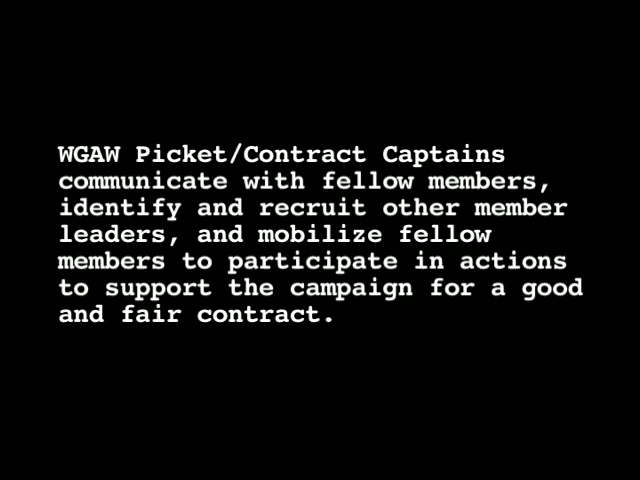 WGAW Picket/Contract Captains
communicate with fellow members,
identify and recruit other member
leaders, and mobilize fellow
members to participate in actions
to support the campaign for a good
and fair contract.